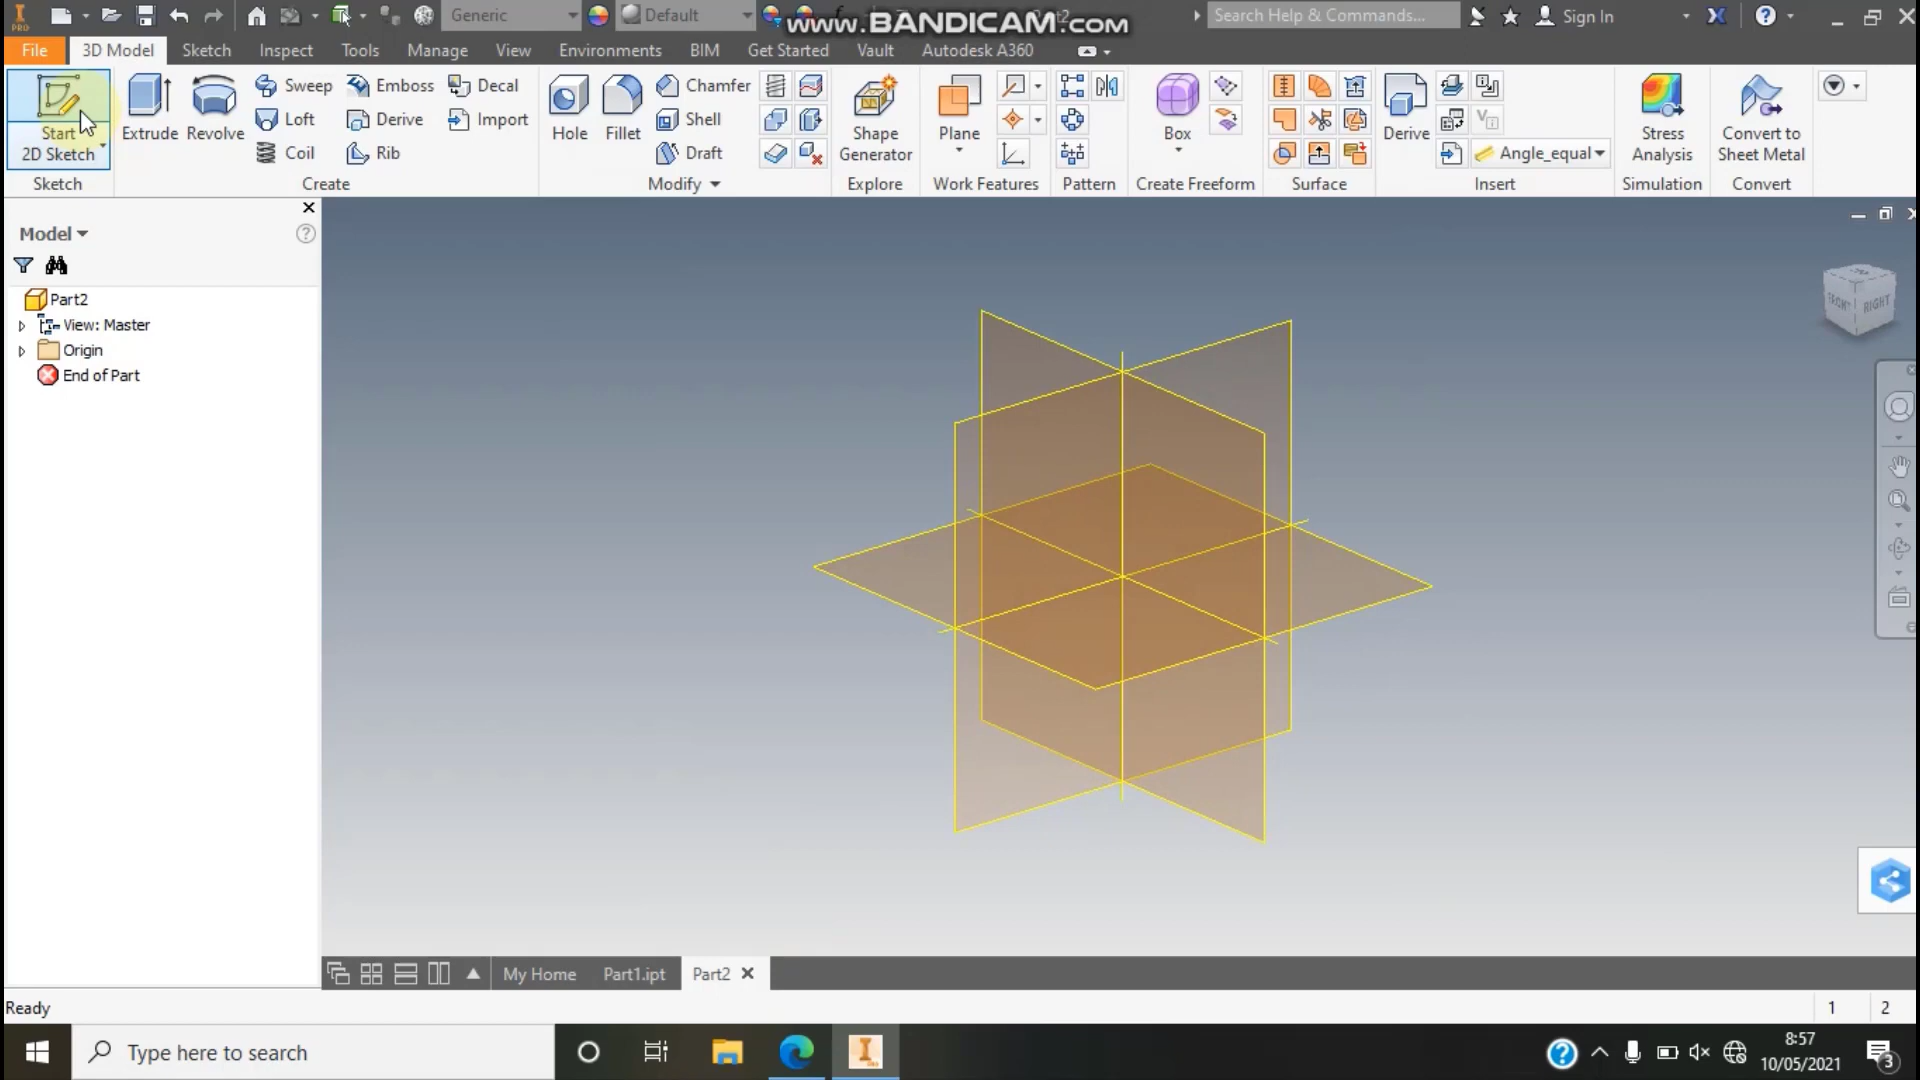 PRO
Generic
Default
www.BANDICAM.com
Search Help & Commands...
Sign In
File
3D Model
Sketch
Inspect
Tools
Manage
View
Environments
BIM
Get Started
Vault
Autodesk A360
Start
2D Sketch
Extrude
Revolve
Sweep
Loft
Coil
Emboss
Derive
Rib
Decal
Import
Hole
Fillet
Chamfer
Shell
Draft
Shape
Generator
Plane
Box
Derive
Angle_equal
Stress
Analysis
Convert to
Sheet Metal
Sketch
Create
Modify
Explore
Work Features
Pattern
Create Freeform
Surface
Insert
Simulation
Convert
Model
Part2
View: Master
Origin
End of Part
FRONT
RIGHT
My Home
Part1.ipt
Part2
Ready
1
2
Type here to search
8:57
10/05/2021
3